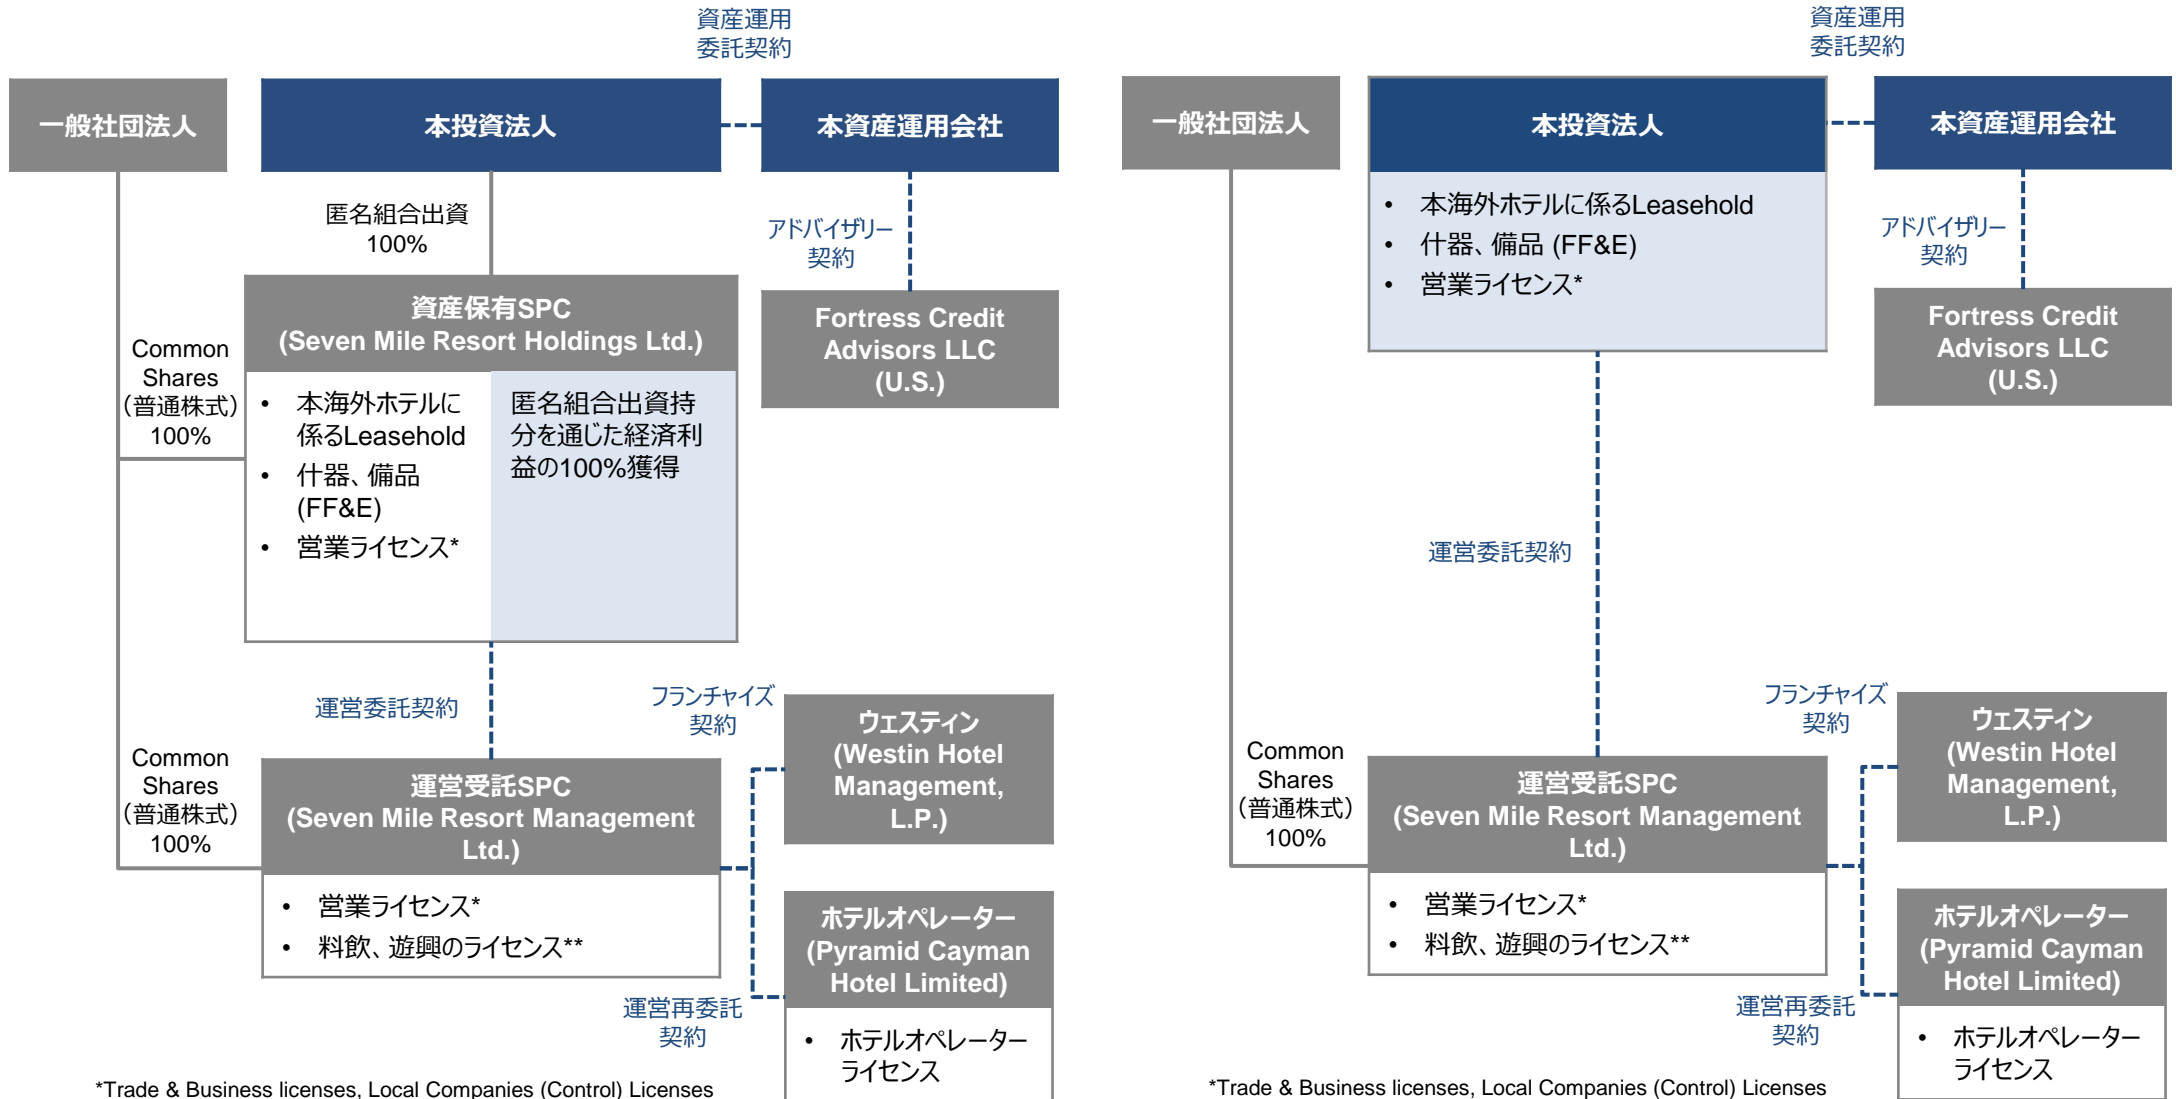 資産運用
委託契約
一般社団法人
本投資法人
本資産運用会社
匿名組合出資
100%
アドバイザリー
契約
資産保有SPC
(Seven Mile Resort Holdings Ltd.)
Fortress Credit
Advisors LLC
(U.S.)
Common
Shares
（普通株式）
100%
• 本海外ホテルに
係るLeasehold
• 什器、備品
(FF&E)
• 営業ライセンス*
匿名組合出資持
分を通じた経済利
益の100%獲得
運営委託契約
フランチャイズ
契約
ウェスティン
(Westin Hotel
Management,
L.P.)
Common
Shares
（普通株式）
100%
運営受託SPC
(Seven Mile Resort Management
Ltd.)
• 営業ライセンス*
• 料飲、遊興のライセンス**
ホテルオペレーター
(Pyramid Cayman
Hotel Limited)
運営再委託
契約
• ホテルオペレーター
ライセンス
*Trade & Business licenses, Local Companies (Control) Licenses
資産運用
委託契約
一般社団法人
本投資法人
本資産運用会社
• 本海外ホテルに係るLeasehold
• 什器、備品 (FF&E)
• 営業ライセンス*
アドバイザリー
契約
Fortress Credit
Advisors LLC
(U.S.)
運営委託契約
フランチャイズ
契約
ウェスティン
(Westin Hotel
Management,
L.P.)
Common
Shares
（普通株式）
100%
運営受託SPC
(Seven Mile Resort Management
Ltd.)
• 営業ライセンス*
• 料飲、遊興のライセンス**
ホテルオペレーター
(Pyramid Cayman
Hotel Limited)
運営再委託
契約
• ホテルオペレーター
ライセンス
*Trade & Business licenses, Local Companies (Control) Licenses